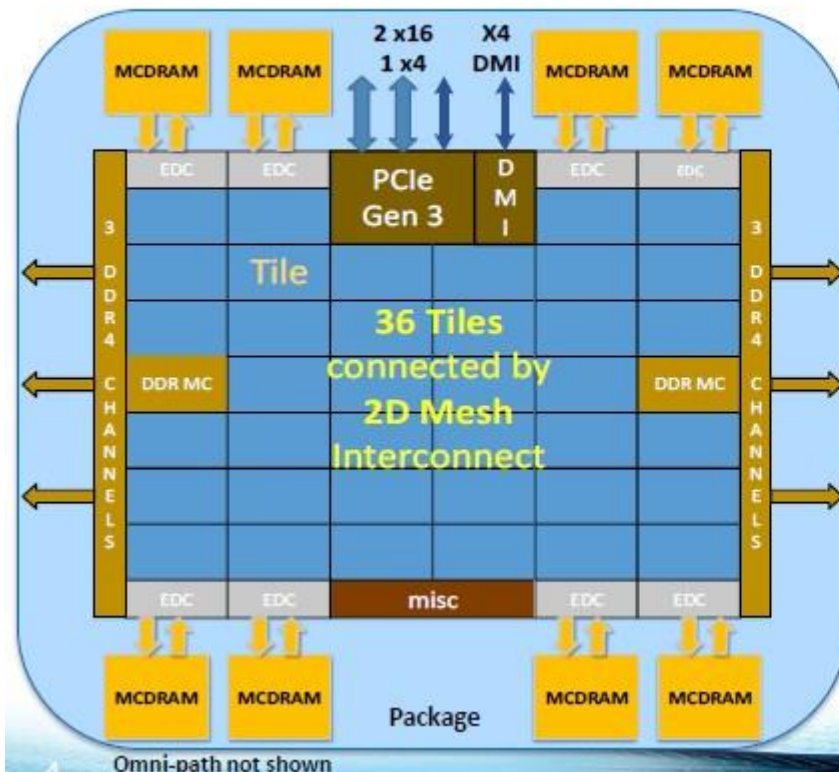 2 x16
1 x4
X4
DMI
MCDRAM
MCDRAM
MCDRAM
MCDRAM
EDC
EDC
PCIe
Gen 3
D
M
I
EDC
EDC
3 DDR4 CHANNELS
3 DDR4 CHANNELS
Tile
36 Tiles
connected by
2D Mesh
Interconnect
DDR MC
DDR MC
EDC
EDC
misc
EDC
EDC
MCDRAM
MCDRAM
MCDRAM
MCDRAM
Package
4
Omni-path not shown